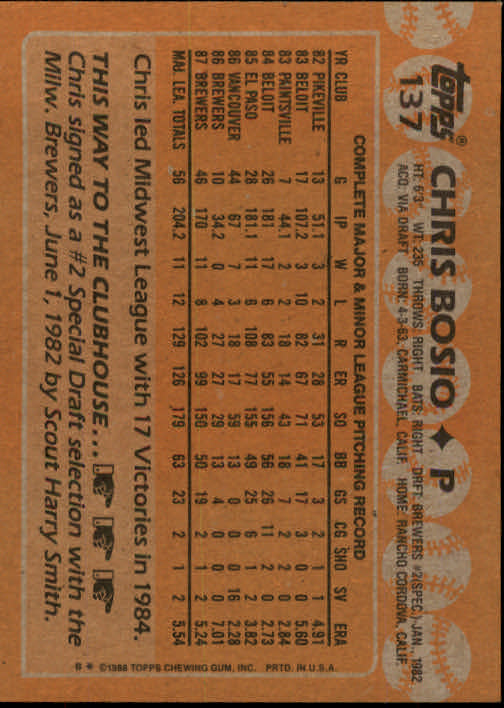 topps®
137
CHRIS BOSIO ♦ P
HT: 6'3" WT: 235 THROWS: RIGHT BATS: RIGHT DRFT: BREWERS #2(SPEC.)-JAN., 1982
ACQ: VIA DRAFT BORN: 4-3-63, CARMICHAEL, CALIF. HOME: RANCHO CORDOVA, CALIF.
COMPLETE MAJOR & MINOR LEAGUE PITCHING RECORD
YR CLUB G IP W L R ER SO BB GS CG SHO SV ERA
82 PIKEVILLE 13 51.1 3 2 31 28 53 17 3 2 1 1 4.91
83 BELOIT 17 107.2 3 10 82 67 71 41 17 3 0 0 5.60
83 PAINTSVILLE 7 44.1 2 2 18 14 43 18 7 2 2 0 2.84
84 BELOIT 26 181 17 6 83 55 156 56 26 11 2 0 2.73
85 EL PASO 28 181.1 11 6 108 77 155 49 25 6 1 2 3.82
86 VANCOUVER 44 67 7 3 18 17 59 13 0 0 0 16 2.28
86 BREWERS 10 34.2 0 4 27 27 29 13 4 0 0 0 7.01
87 BREWERS 46 170 11 8 102 99 150 50 19 2 1 2 5.24
MAJ. LEA. TOTALS 56 204.2 11 12 129 126 179 63 23 2 1 2 5.54
Chris led Midwest League with 17 Victories in 1984.
THIS WAY TO THE CLUBHOUSE...
Chris signed as a #2 Special Draft selection with the
Milw. Brewers, June 1, 1982 by Scout Harry Smith.
B * ©1988 TOPPS CHEWING GUM, INC. PRTD. IN U.S.A.